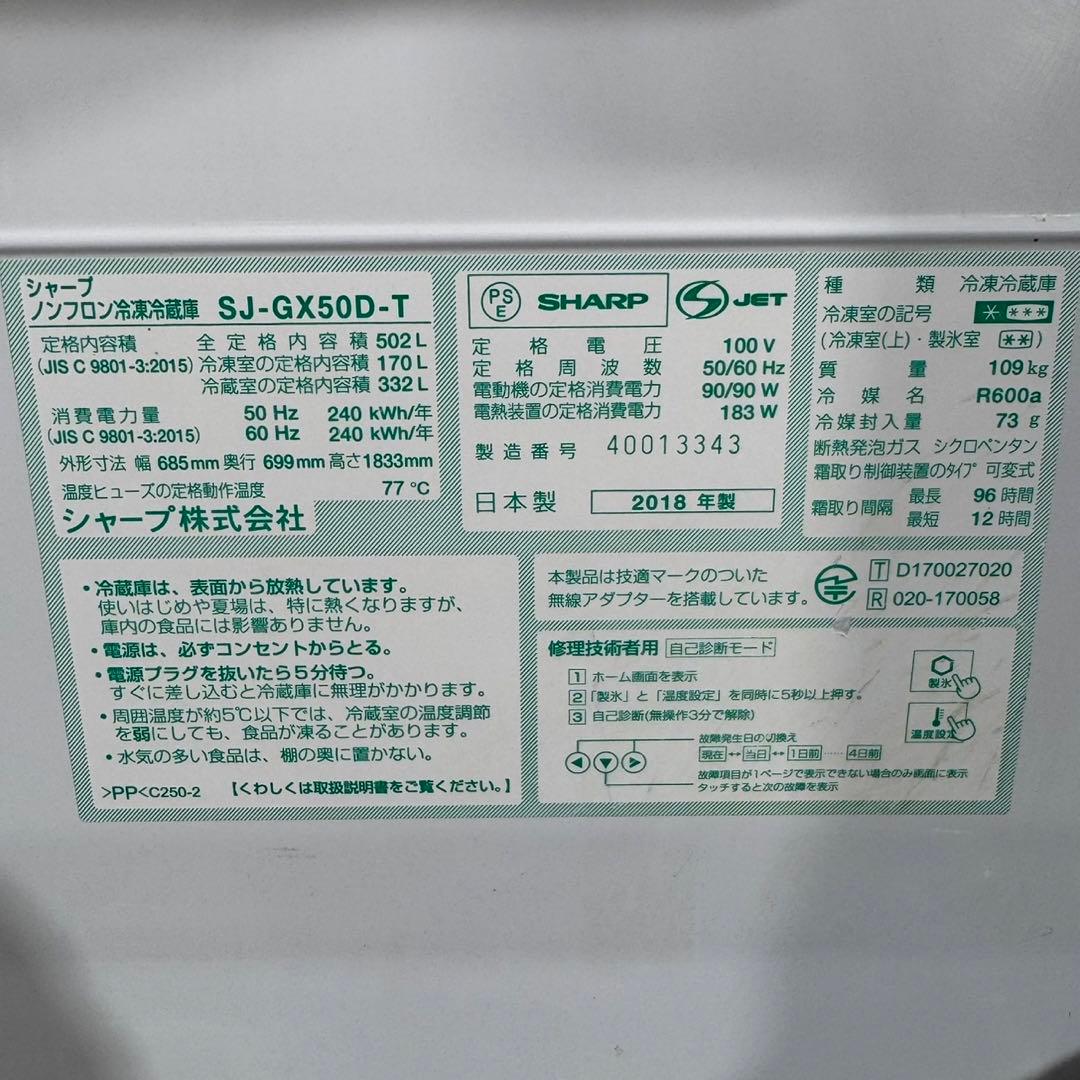 シャープ
ノンフロン冷凍冷蔵庫 SJ-GX50D-T
定格内容積 全定格内容積 502 L
(JIS C 9801-3:2015) 冷凍室の定格内容積 170 L
冷蔵室の定格内容積 332 L
消費電力量 50 Hz 240 kWh/年
(JIS C 9801-3:2015) 60 Hz 240 kWh/年
外形寸法 幅 685mm 奥行 699mm 高さ1833mm
温度ヒューズの定格動作温度 77 ℃
シャープ株式会社
PS
E
SHARP
S JET
定格電圧 100 V
定格周波数 50/60 Hz
電動機の定格消費電力 90/90 W
電熱装置の定格消費電力 183 W
製造番号 40013343
日本製 2018 年製
種類 冷凍冷蔵庫
冷凍室の記号 * ***
(冷凍室(上)・製氷室 **)
質量 109kg
冷媒名 R600a
冷媒封入量 73 g
断熱発泡ガス シクロペンタン
霜取り制御装置のタイプ 可変式
霜取り間隔 最長 96 時間
最短 12 時間
・冷蔵庫は、表面から放熱しています。
使いはじめや夏場は、特に熱くなりますが、
庫内の食品には影響ありません。
・電源は、必ずコンセントからとる。
・電源プラグを抜いたら5分待つ。
すぐに差し込むと冷蔵庫に無理がかかります。
・周囲温度が約5℃以下では、冷蔵室の温度調節
を弱にしても、食品が凍ることがあります。
・水気の多い食品は、棚の奥に置かない。
>PP< C250-2 【くわしくは取扱説明書をご覧ください。】
本製品は技適マークのついた
無線アダプターを搭載しています。
T D170027020
R 020-170058
修理技術者用 自己診断モード
1 ホーム画面を表示
2 「製氷」と「温度設定」を同時に5秒以上押す。
3 自己診断(無操作3分で解除)
製氷
温度設定
故障発生日の切換え
現在 ↔ 当日 ↔ 1日前 …… 4日前
故障項目が1ページで表示できない場合のみ画面に表示
タッチすると次の故障を表示